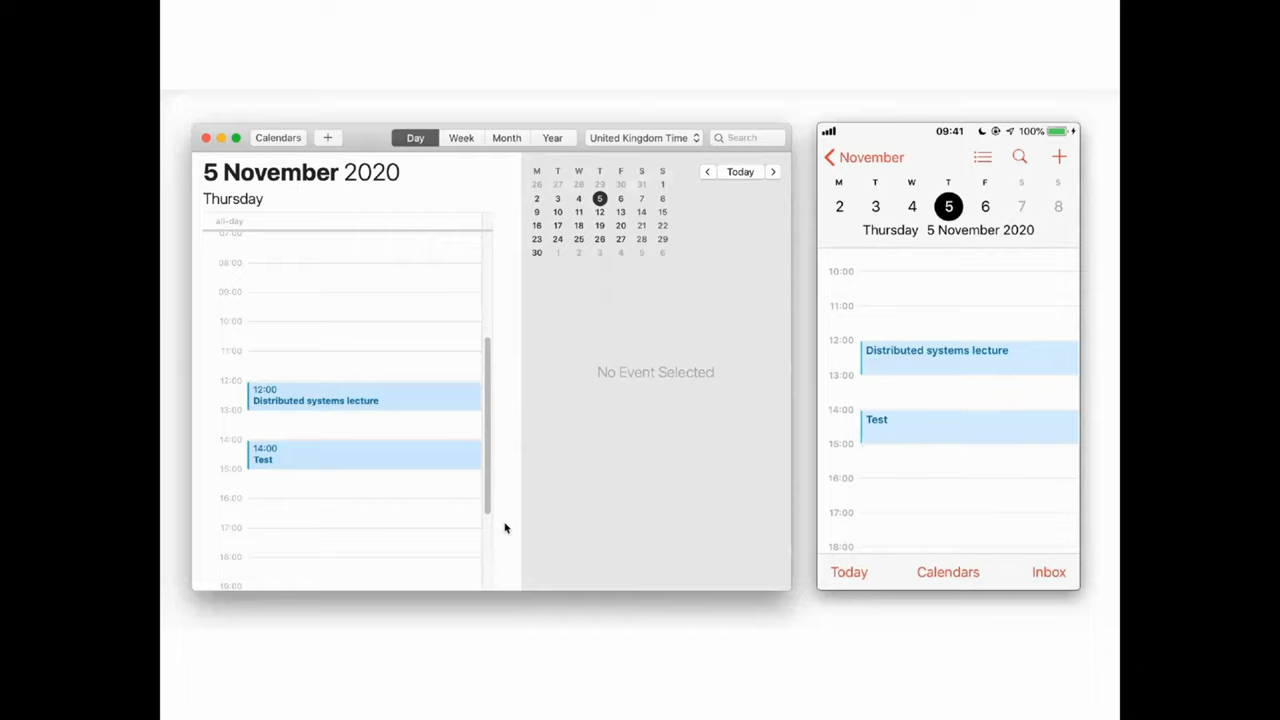 Calendars
+
Day Week Month Year
United Kingdom Time
Search
5 November 2020
Thursday
all-day
07:00
08:00
09:00
10:00
11:00
12:00
12:00
Distributed systems lecture
13:00
14:00
14:00
Test
15:00
16:00
17:00
18:00
19:00
M T W T F S S
26 27 28 29 30 31 1
2 3 4 5 6 7 8
9 10 11 12 13 14 15
16 17 18 19 20 21 22
23 24 25 26 27 28 29
30 1 2 3 4 5 6
Today
No Event Selected
09:41 100%
November
M T W T F S S
2 3 4 5 6 7 8
Thursday 5 November 2020
10:00
11:00
12:00
Distributed systems lecture
13:00
14:00
Test
15:00
16:00
17:00
18:00
Today Calendars Inbox